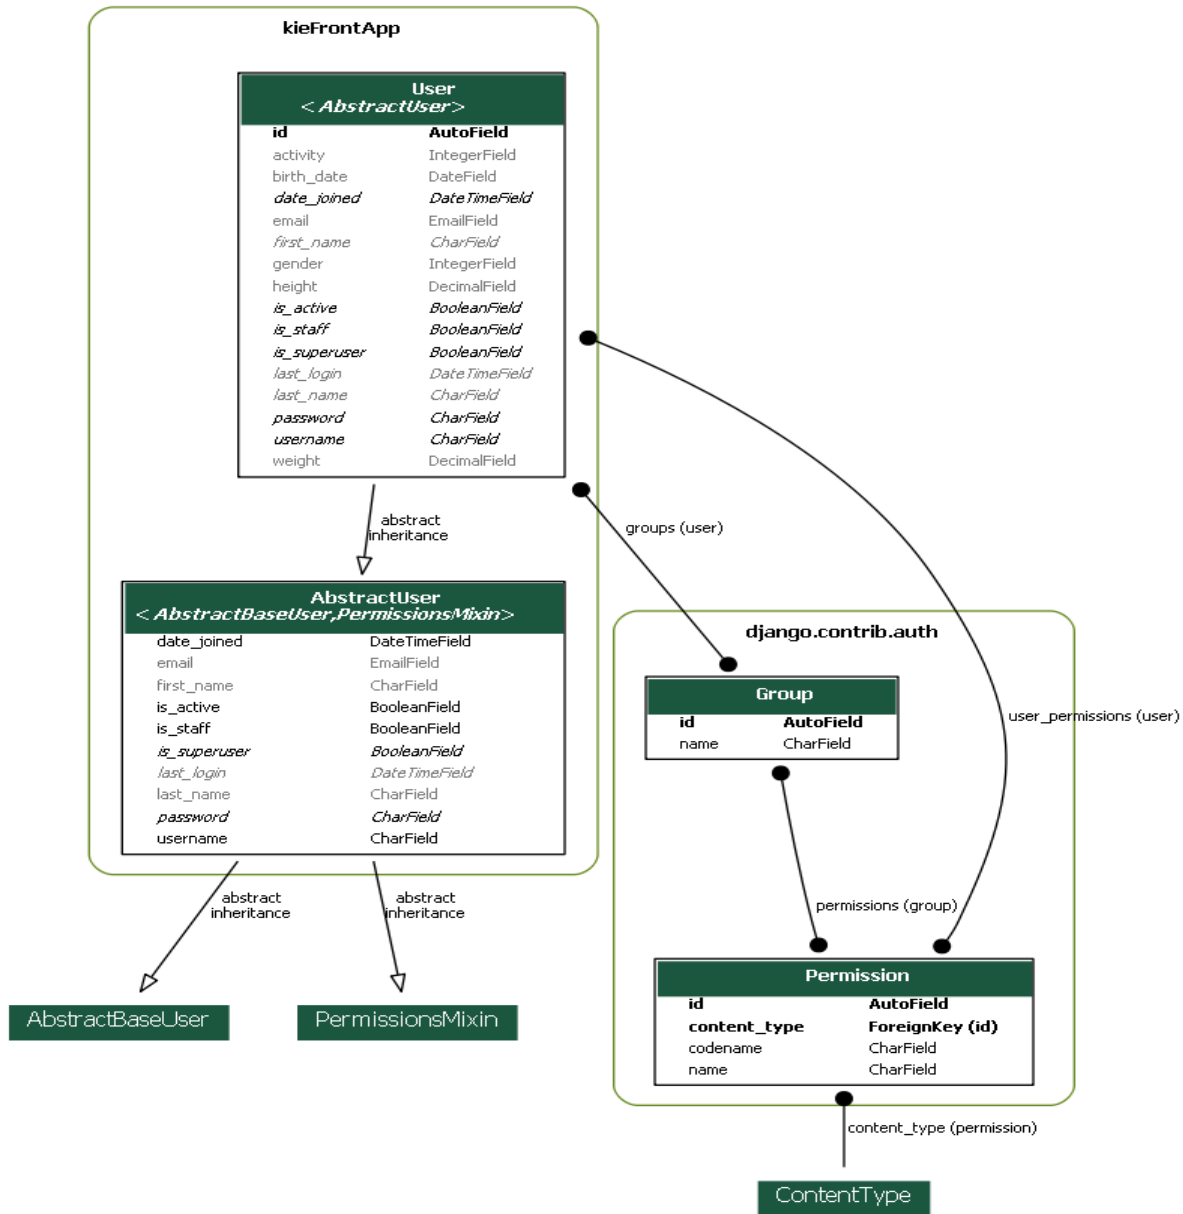 kieFrontApp
User
<AbstractUser>
id AutoField
activity IntegerField
birth_date DateField
date_joined DateTimeField
email EmailField
first_name CharField
gender IntegerField
height DecimalField
is_active BooleanField
is_staff BooleanField
is_superuser BooleanField
last_login DateTimeField
last_name CharField
password CharField
username CharField
weight DecimalField
abstract
inheritance
groups (user)
AbstractUser
<AbstractBaseUser,PermissionsMixin>
date_joined DateTimeField
email EmailField
first_name CharField
is_active BooleanField
is_staff BooleanField
is_superuser BooleanField
last_login DateTimeField
last_name CharField
password CharField
username CharField
django.contrib.auth
Group
id AutoField
name CharField
user_permissions (user)
abstract
inheritance
abstract
inheritance
permissions (group)
Permission
id AutoField
content_type ForeignKey (id)
codename CharField
name CharField
AbstractBaseUser
PermissionsMixin
content_type (permission)
ContentType